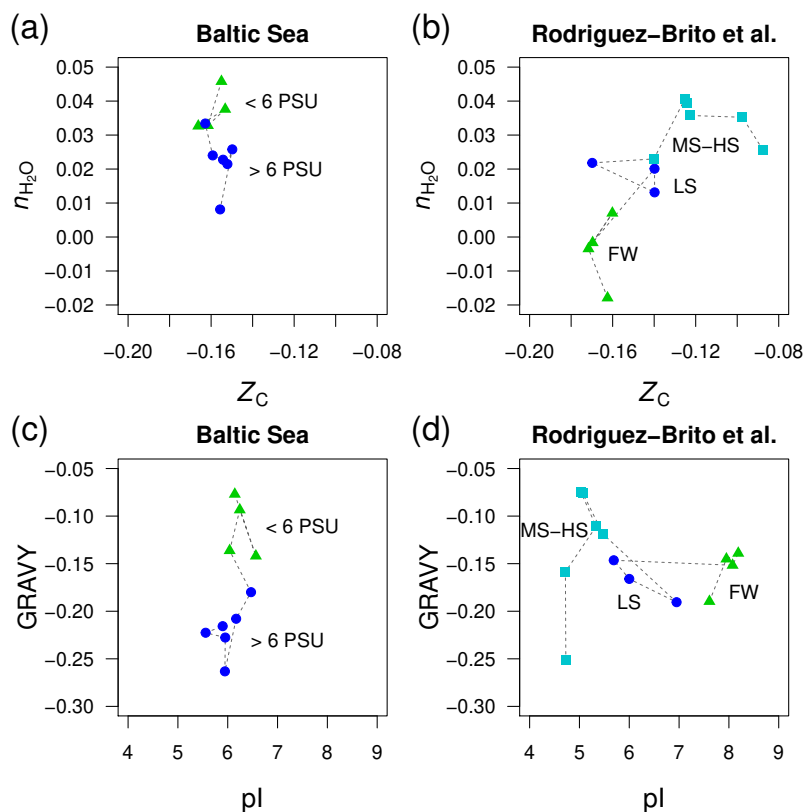 (a)
Baltic Sea
0.05
0.04
0.03
0.02
0.01
0.00
−0.01
−0.02
nH₂O
< 6 PSU
> 6 PSU
−0.20
−0.16
−0.12
−0.08
ZC
(b)
Rodriguez−Brito et al.
0.05
0.04
0.03
0.02
0.01
0.00
−0.01
−0.02
nH₂O
MS−HS
LS
FW
−0.20
−0.16
−0.12
−0.08
ZC
(c)
Baltic Sea
−0.05
−0.10
−0.15
−0.20
−0.25
−0.30
GRAVY
< 6 PSU
> 6 PSU
4 5 6 7 8 9
pI
(d)
Rodriguez−Brito et al.
−0.05
−0.10
−0.15
−0.20
−0.25
−0.30
GRAVY
MS−HS
LS
FW
4 5 6 7 8 9
pI